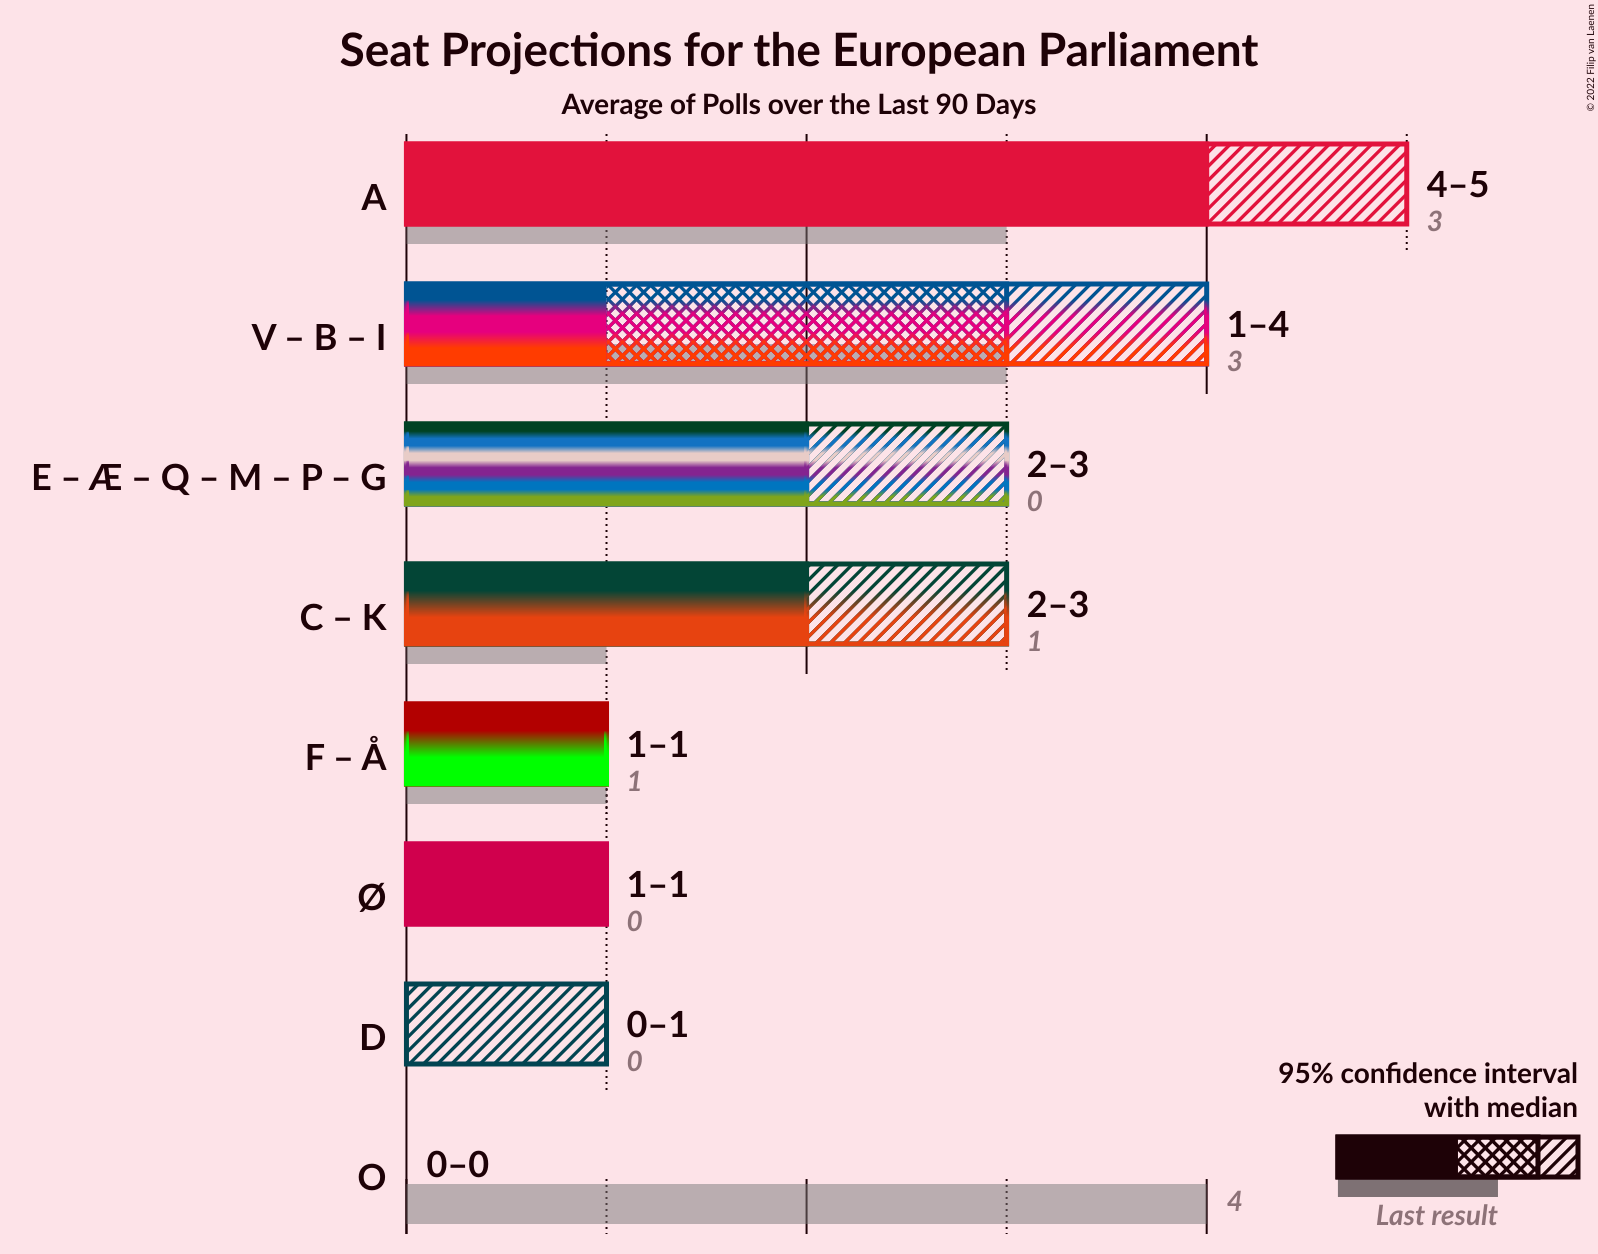 Seat Projections for the European Parliament
Average of Polls over the Last 90 Days
© 2022 Filip van Laenen
A
4–5
3
V – B – I
1–4
3
E – Æ – Q – M – P – G
2–3
0
C – K
2–3
1
F – Å
1–1
1
Ø
1–1
0
D
0–1
0
O
0–0
4
95% confidence interval
with median
Last result